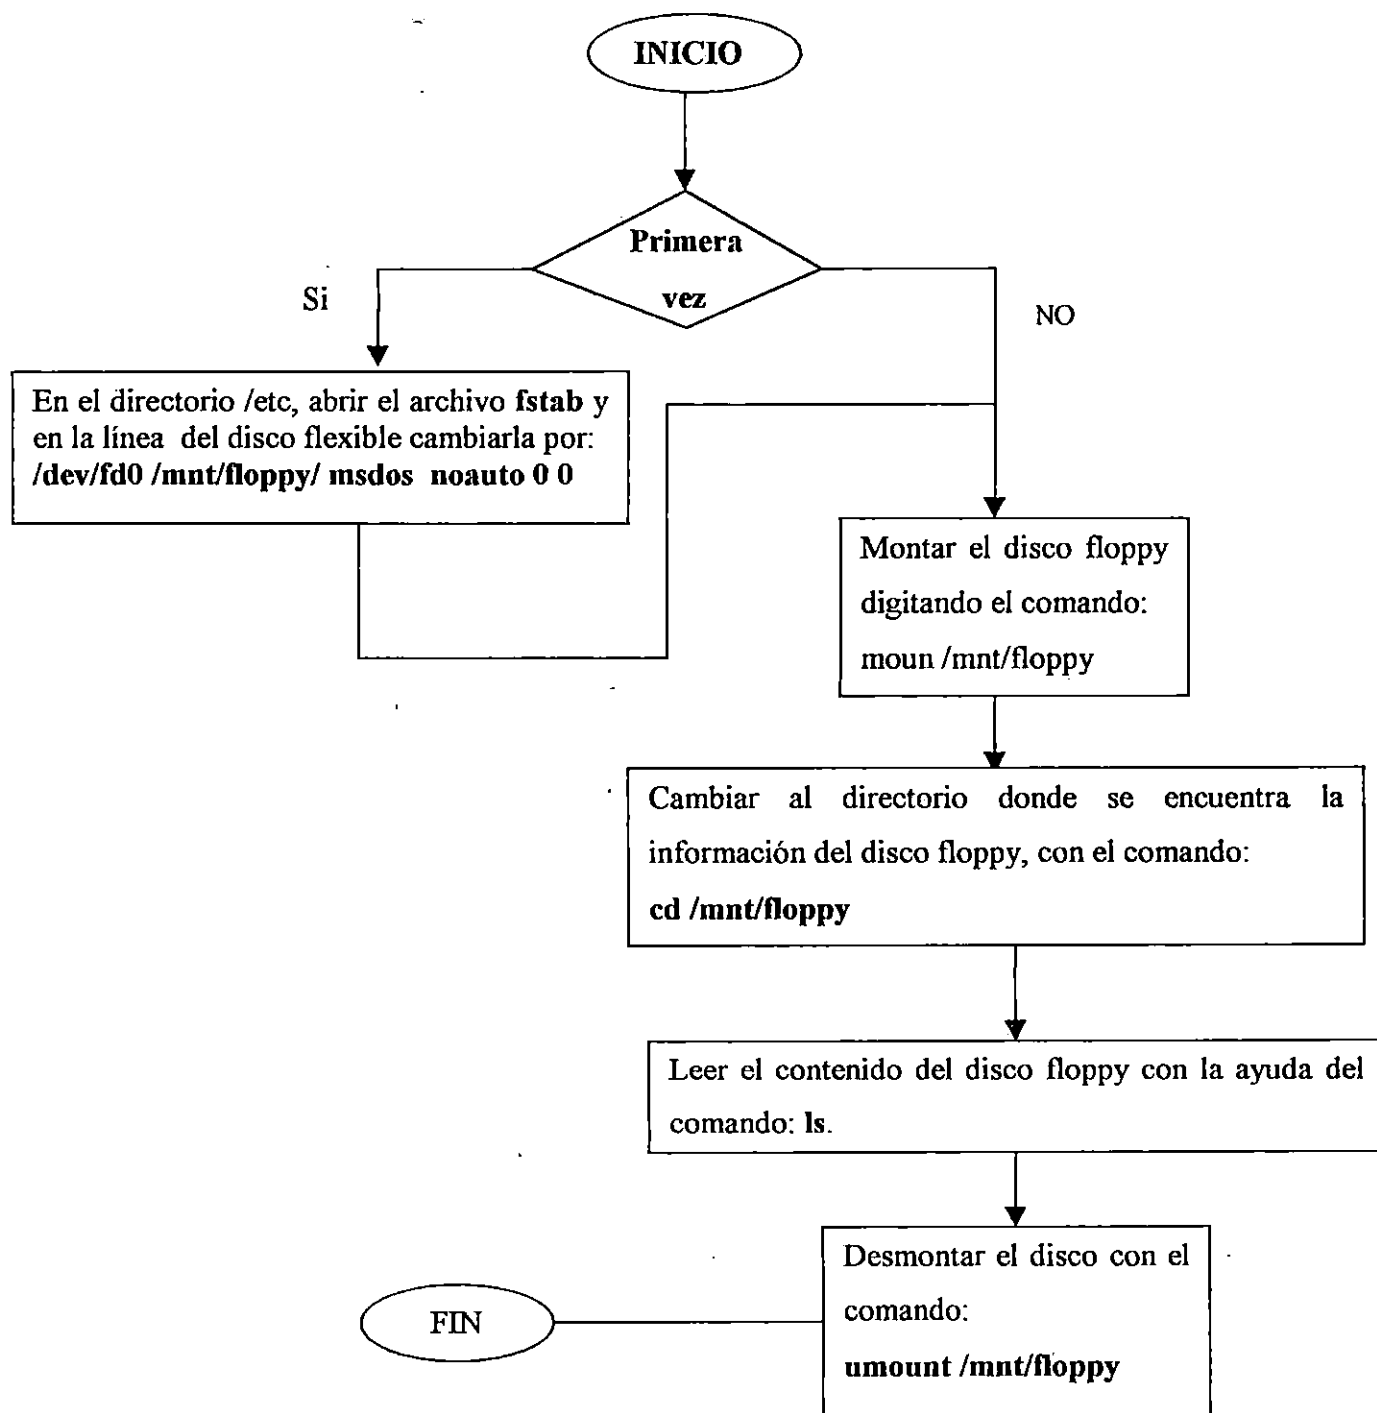 INICIO
Primera
vez
Si
NO
En el directorio /etc, abrir el archivo fstab y
en la línea del disco flexible cambiarla por:
/dev/fd0 /mnt/floppy/ msdos noauto 0 0
Montar el disco floppy
digitando el comando:
moun /mnt/floppy
Cambiar al directorio donde se encuentra la
información del disco floppy, con el comando:
cd /mnt/floppy
Leer el contenido del disco floppy con la ayuda del
comando: ls.
Desmontar el disco con el
comando:
umount /mnt/floppy
FIN